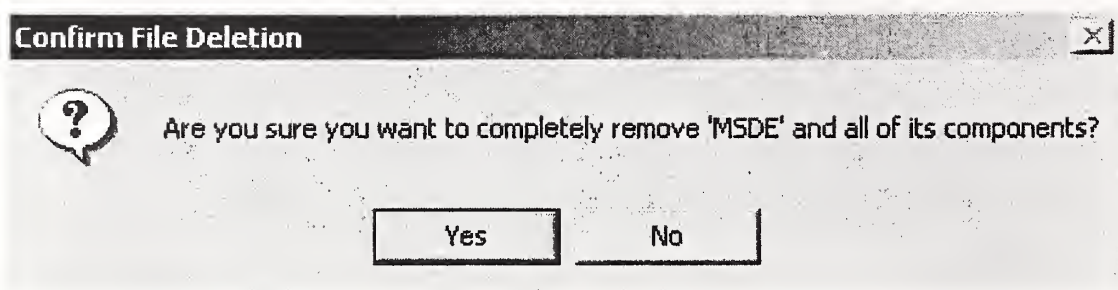 Confirm File Deletion
Are you sure you want to completely remove 'MSDE' and all of its components?
Yes No